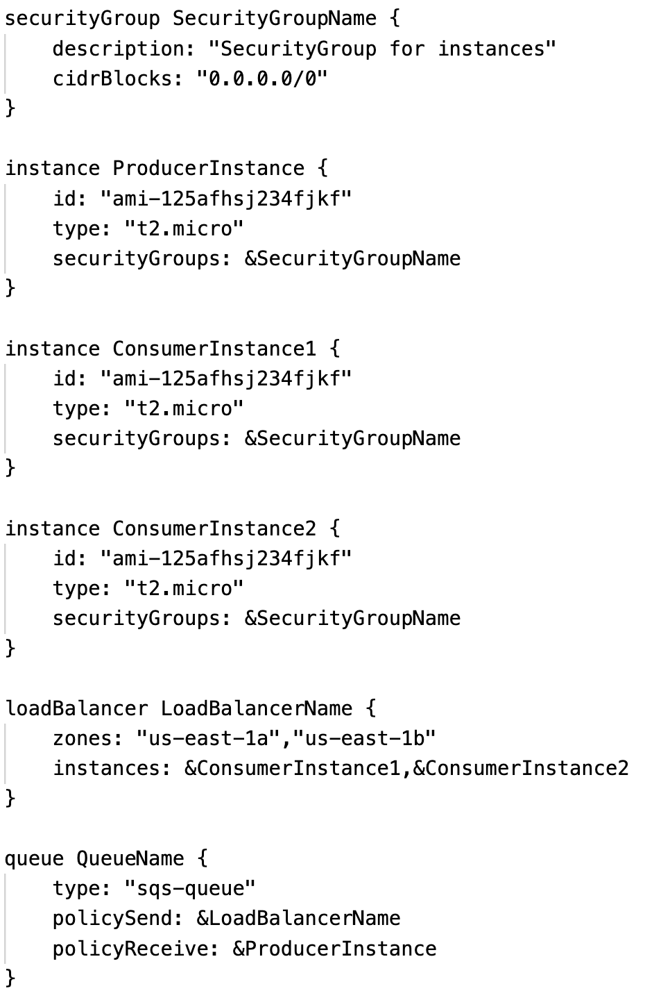 securityGroup SecurityGroupName {
    description: "SecurityGroup for instances"
    cidrBlocks: "0.0.0.0/0"
}

instance ProducerInstance {
    id: "ami-125afhsj234fjkf"
    type: "t2.micro"
    securityGroups: &SecurityGroupName
}

instance ConsumerInstance1 {
    id: "ami-125afhsj234fjkf"
    type: "t2.micro"
    securityGroups: &SecurityGroupName
}

instance ConsumerInstance2 {
    id: "ami-125afhsj234fjkf"
    type: "t2.micro"
    securityGroups: &SecurityGroupName
}

loadBalancer LoadBalancerName {
    zones: "us-east-1a","us-east-1b"
    instances: &ConsumerInstance1,&ConsumerInstance2
}

queue QueueName {
    type: "sqs-queue"
    policySend: &LoadBalancerName
    policyReceive: &ProducerInstance
}